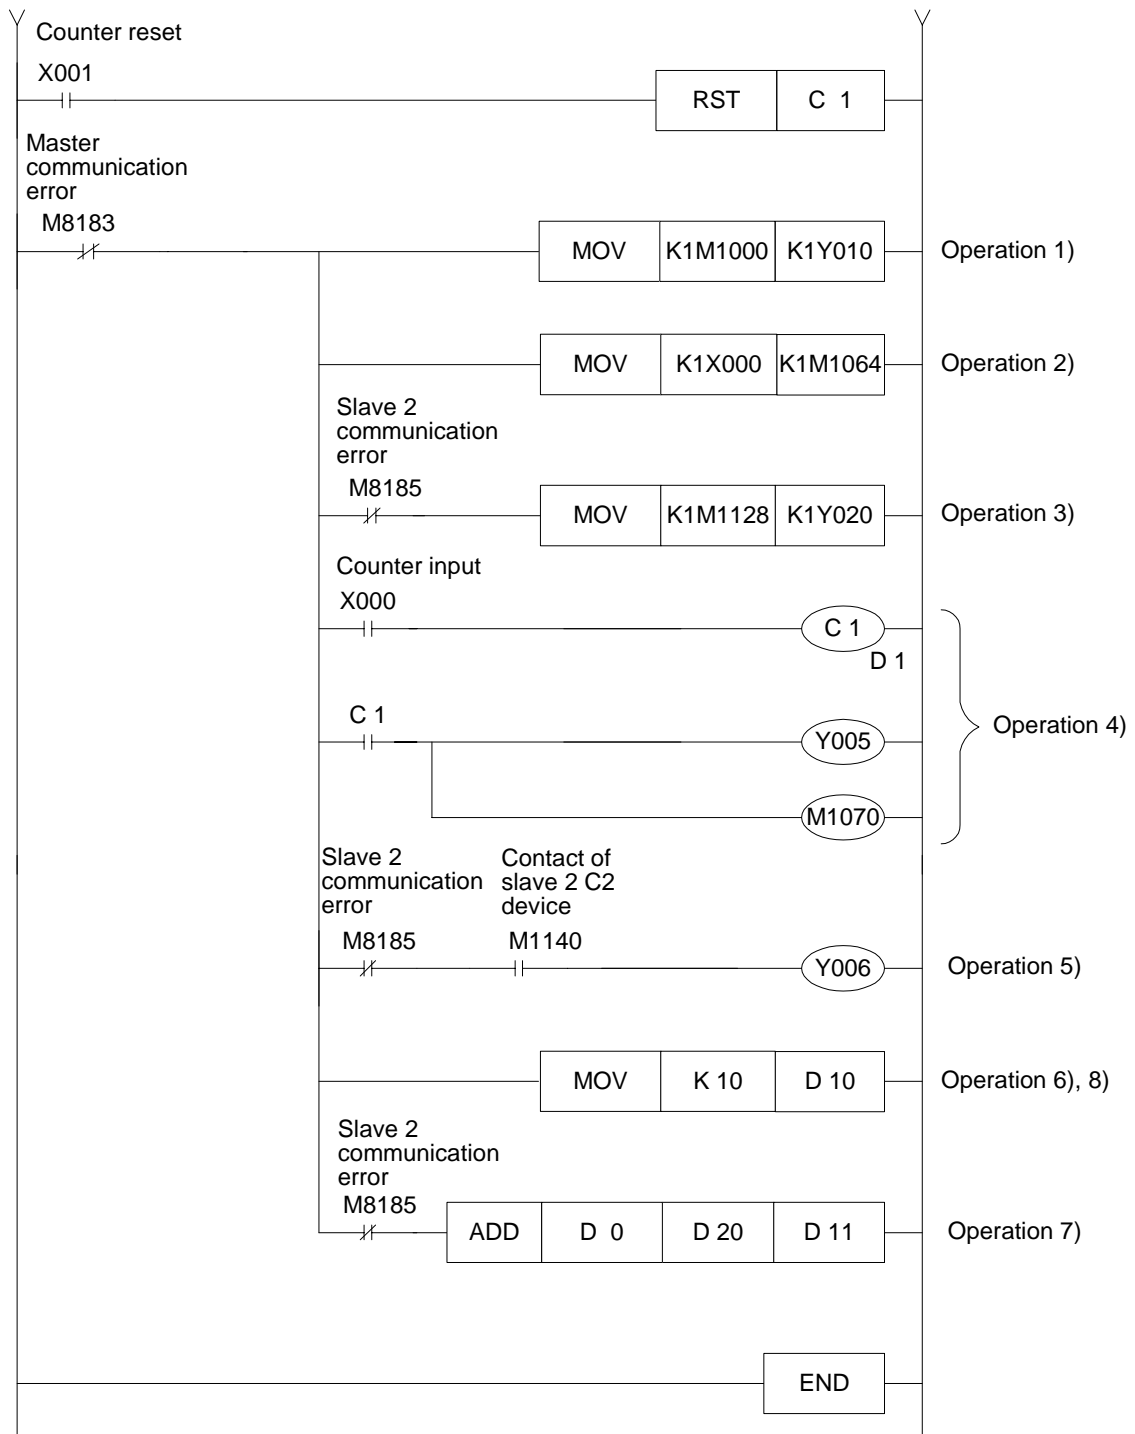 Counter reset
X001
RST
C 1
Master
communication
error
M8183
MOV
K1M1000
K1Y010
Operation 1)
MOV
K1X000
K1M1064
Operation 2)
Slave 2
communication
error
M8185
MOV
K1M1128
K1Y020
Operation 3)
Counter input
X000
C 1
D 1
C 1
Y005
Operation 4)
M1070
Slave 2
communication
error
M8185
Contact of
slave 2 C2
device
M1140
Y006
Operation 5)
MOV
K 10
D 10
Operation 6), 8)
Slave 2
communication
error
M8185
ADD
D 0
D 20
D 11
Operation 7)
END